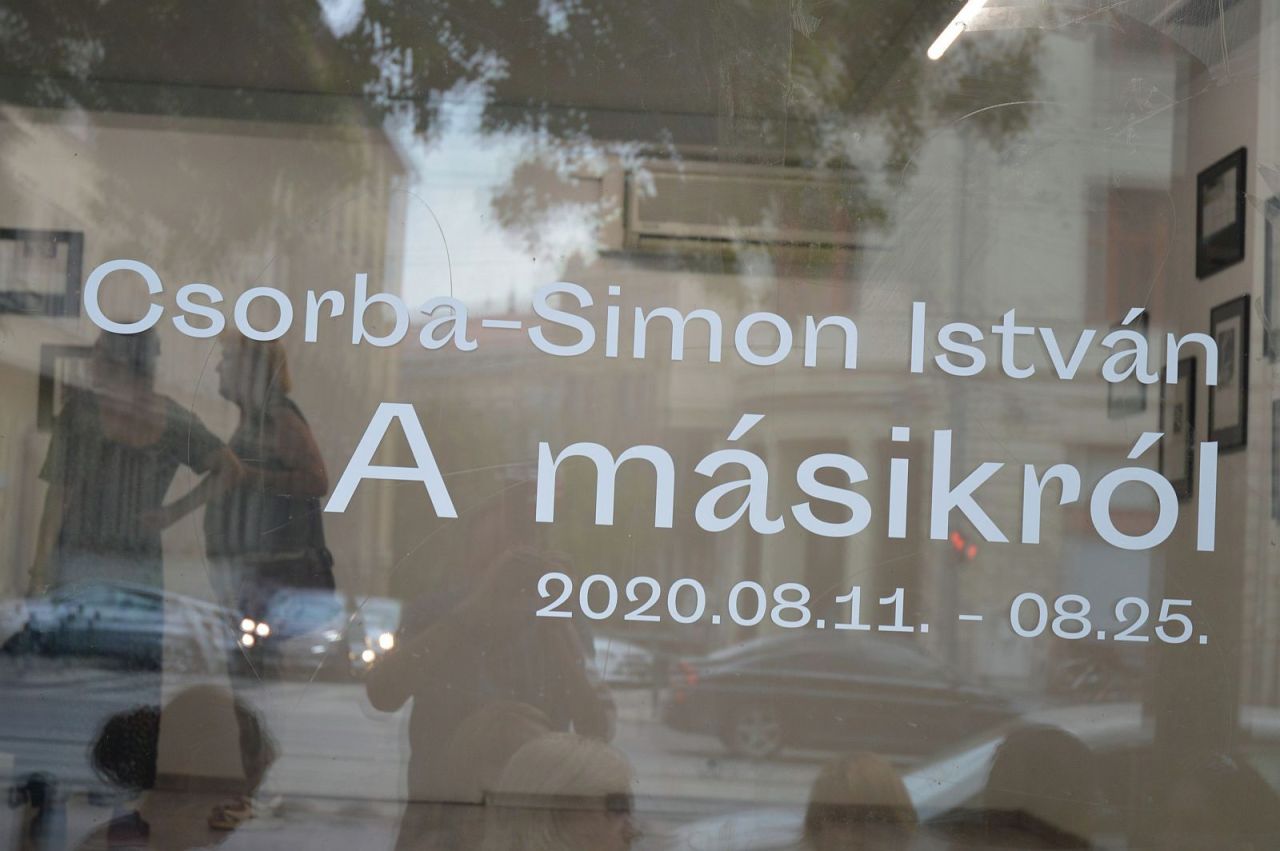 Csorba-Simon István
A másikról
2020.08.11. - 08.25.